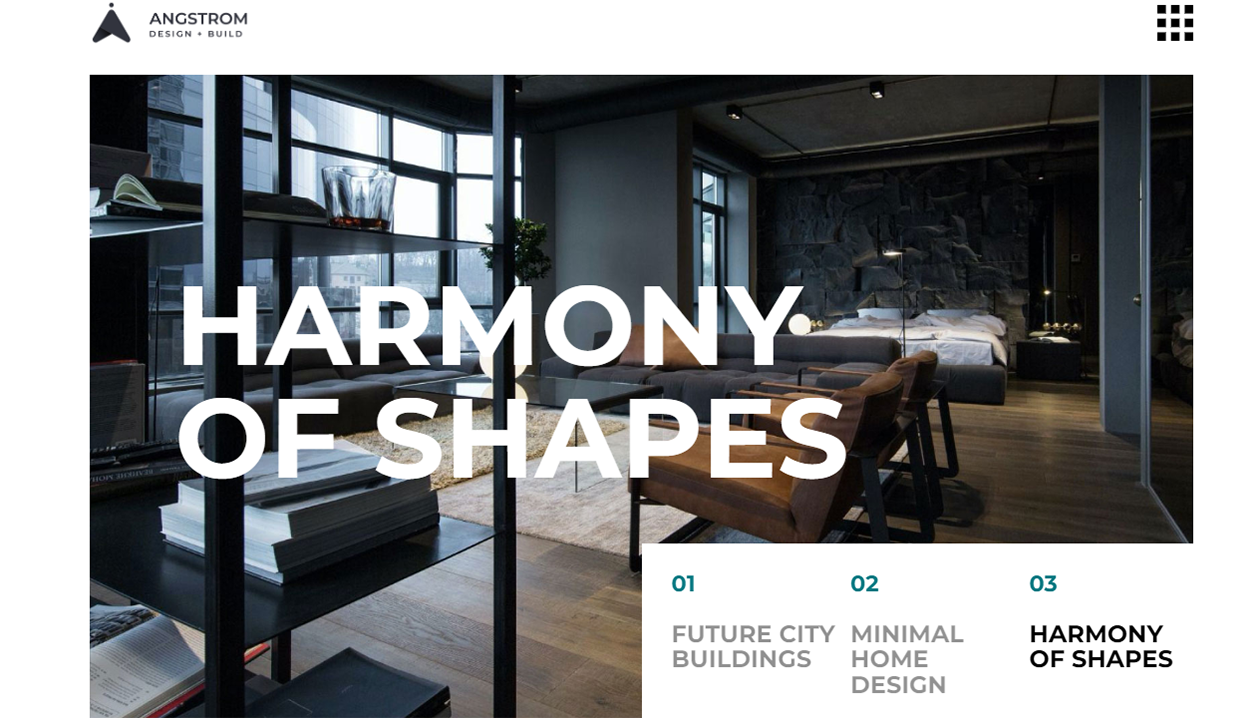 ANGSTROM
DESIGN + BUILD
HARMONY
OF SHAPES
01
FUTURE CITY
BUILDINGS
02
MINIMAL
HOME
DESIGN
03
HARMONY
OF SHAPES